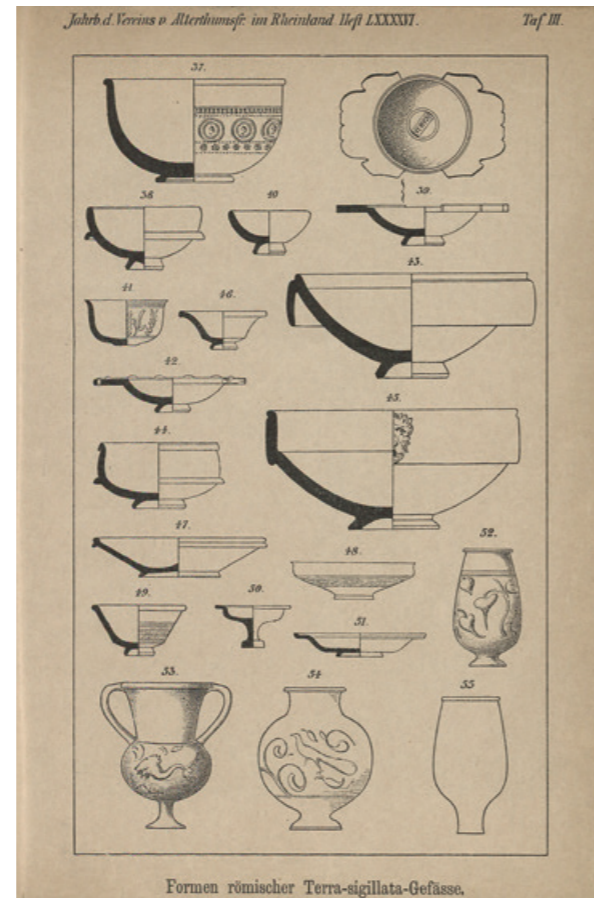 Jahrb. d. Vereins v. Alterthumsfr. im Rheinland Heft LXXXXVI. Taf III.
37.
38 40 39.
43.
41 46
42.
45.
44.
47. 48 52.
49. 50. 51.
53. 54 55
Formen römischer Terra-sigillata-Gefässe.